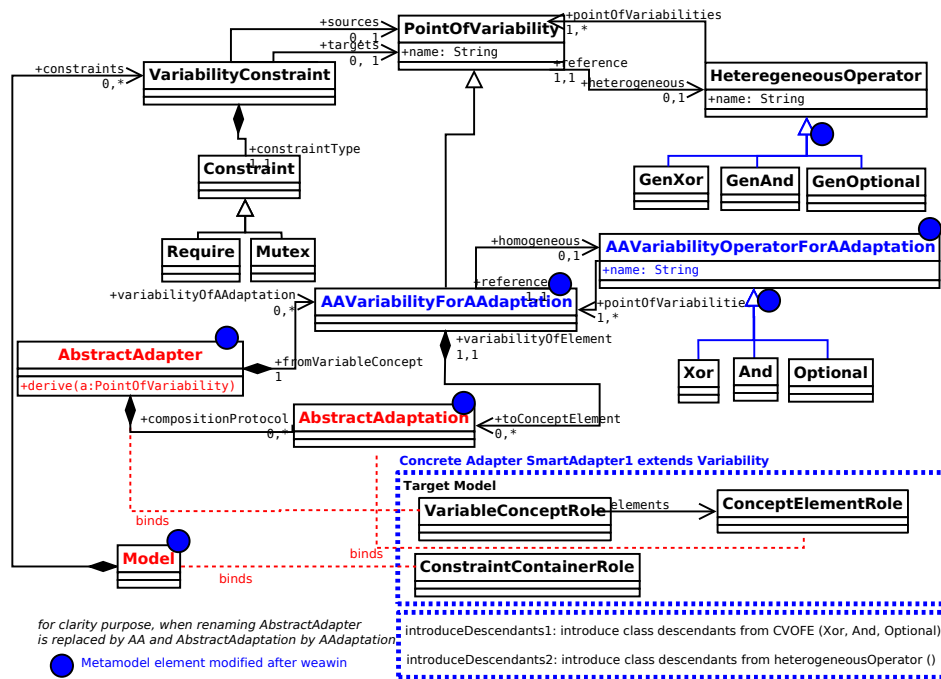 +sources
0, 1
+targets
0, 1
PointOfVariability
+name: String
+pointOfVariabilities
1,*
+reference
1,1
+heterogeneous
0,1
HeteregeneousOperator
+name: String
+constraints
0,*
VariabilityConstraint
+constraintType
1,1
Constraint
Require
Mutex
GenXor
GenAnd
GenOptional
+homogeneous
0,1
AAVariabilityOperatorForAAdaptation
+name: String
+reference
1,1
+variabilityOfAAdaptation
0,*
AAVariabilityForAAdaptation
+pointOfVariabilitie
1,*
+variabilityOfElement
1,1
AbstractAdapter
+derive(a:PointOfVariability)
+fromVariableConcept
1
Xor
And
Optional
+compositionProtocol
0,*
AbstractAdaptation
+toConceptElement
0,*
Concrete Adapter SmartAdapter1 extends Variability
Target Model
VariableConceptRole
elements
ConceptElementRole
binds
binds
binds
Model
ConstraintContainerRole
for clarity purpose, when renaming AbstractAdapter
is replaced by AA and AbstractAdaptation by AAdaptation
Metamodel element modified after weawin
introduceDescendants1: introduce class descendants from CVOFE (Xor, And, Optional)
introduceDescendants2: introduce class descendants from heterogeneousOperator ()